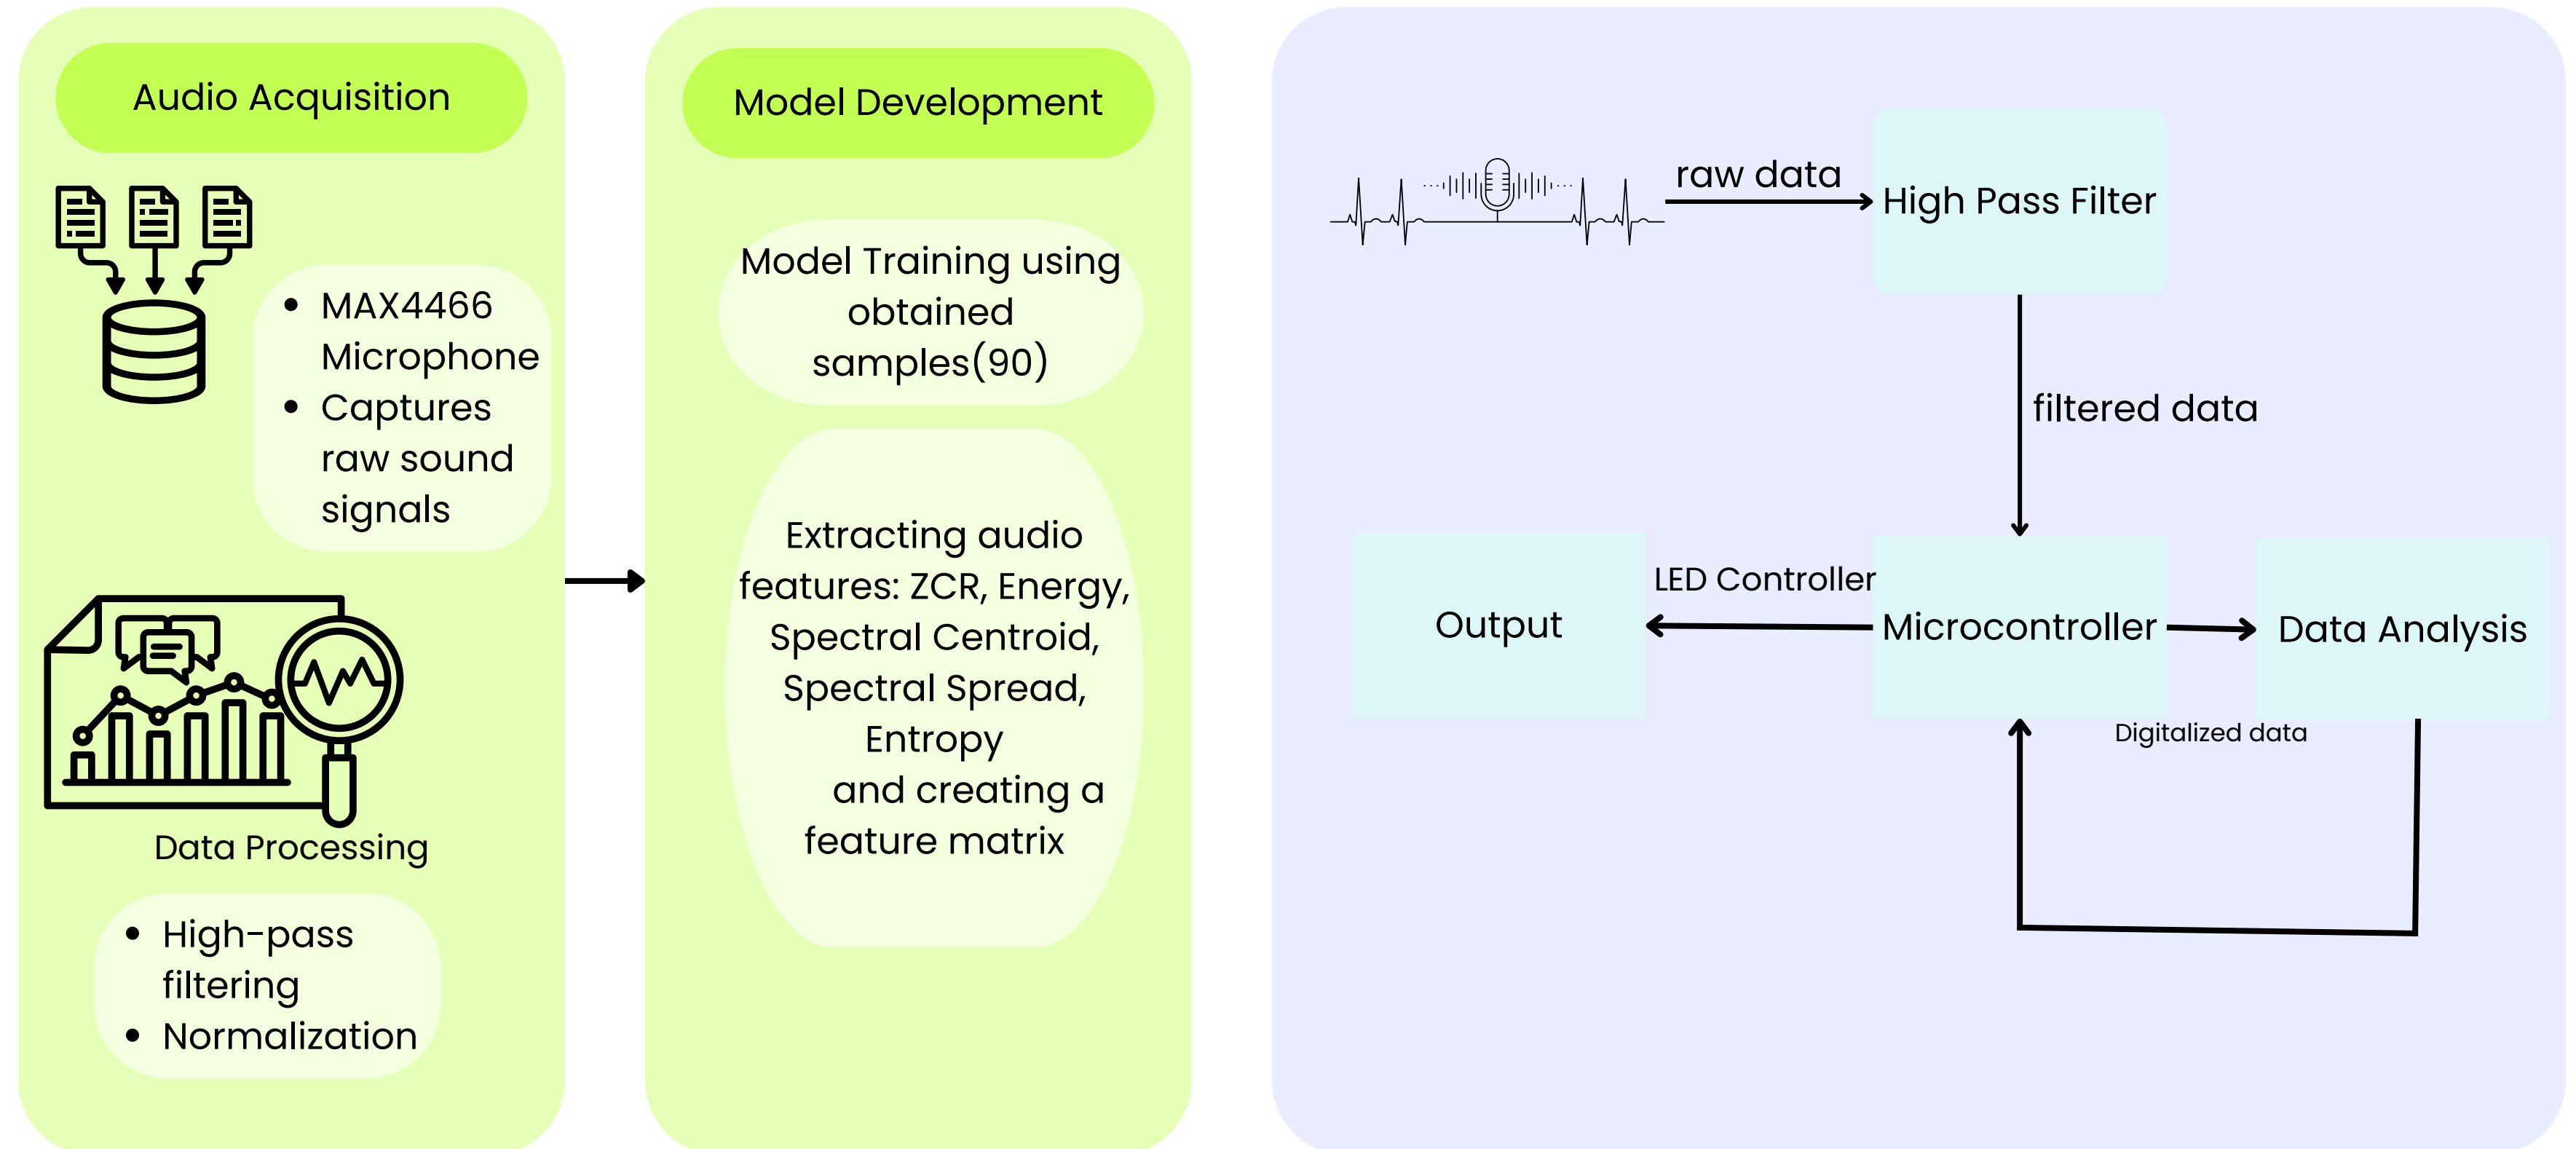 Audio Acquisition
• MAX4466
Microphone
• Captures
raw sound
signals
Data Processing
• High-pass
filtering
• Normalization
Model Development
Model Training using
obtained
samples(90)
Extracting audio
features: ZCR, Energy,
Spectral Centroid,
Spectral Spread,
Entropy
and creating a
feature matrix
raw data
High Pass Filter
filtered data
Output
LED Controller
Microcontroller
Data Analysis
Digitalized data